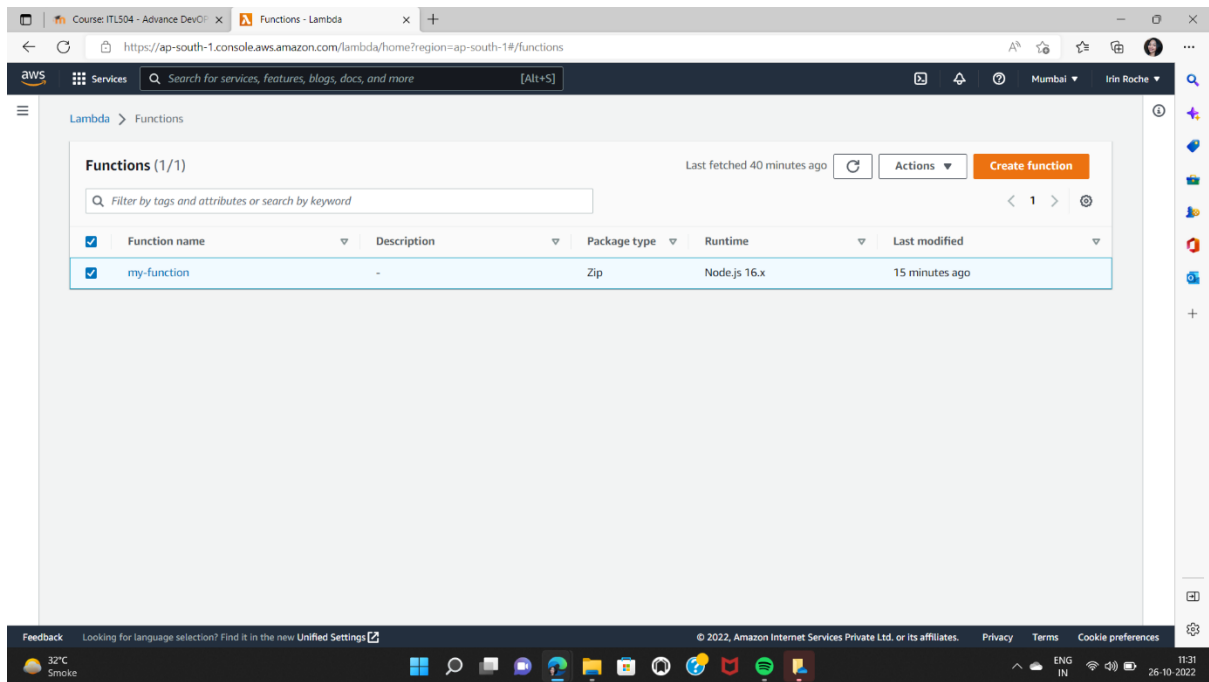 Course: ITL504 - Advance DevOP
Functions - Lambda
https://ap-south-1.console.aws.amazon.com/lambda/home?region=ap-south-1#/functions
aws Services Search for services, features, blogs, docs, and more [Alt+S] Mumbai ▼ Irin Roche ▼
Lambda > Functions
Functions (1/1) Last fetched 40 minutes ago Actions ▼ Create function
Filter by tags and attributes or search by keyword < 1 >
Function name Description Package type Runtime Last modified
my-function - Zip Node.js 16.x 15 minutes ago
Feedback Looking for language selection? Find it in the new Unified Settings © 2022, Amazon Internet Services Private Ltd. or its affiliates. Privacy Terms Cookie preferences
32°C ENG 11:31
Smoke IN 26-10-2022